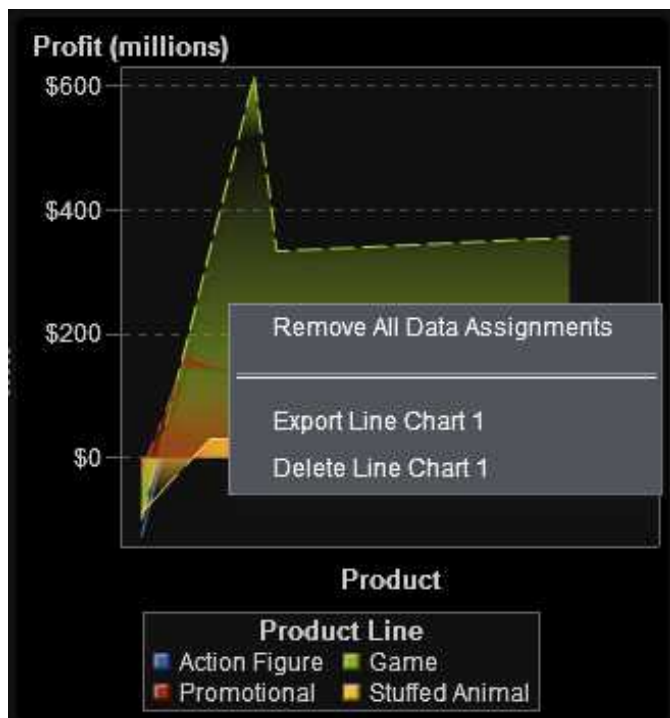 Profit (millions)
$600
$400
$200
$0
Remove All Data Assignments
Export Line Chart 1
Delete Line Chart 1
Product
Product Line
Action Figure Game
Promotional Stuffed Animal